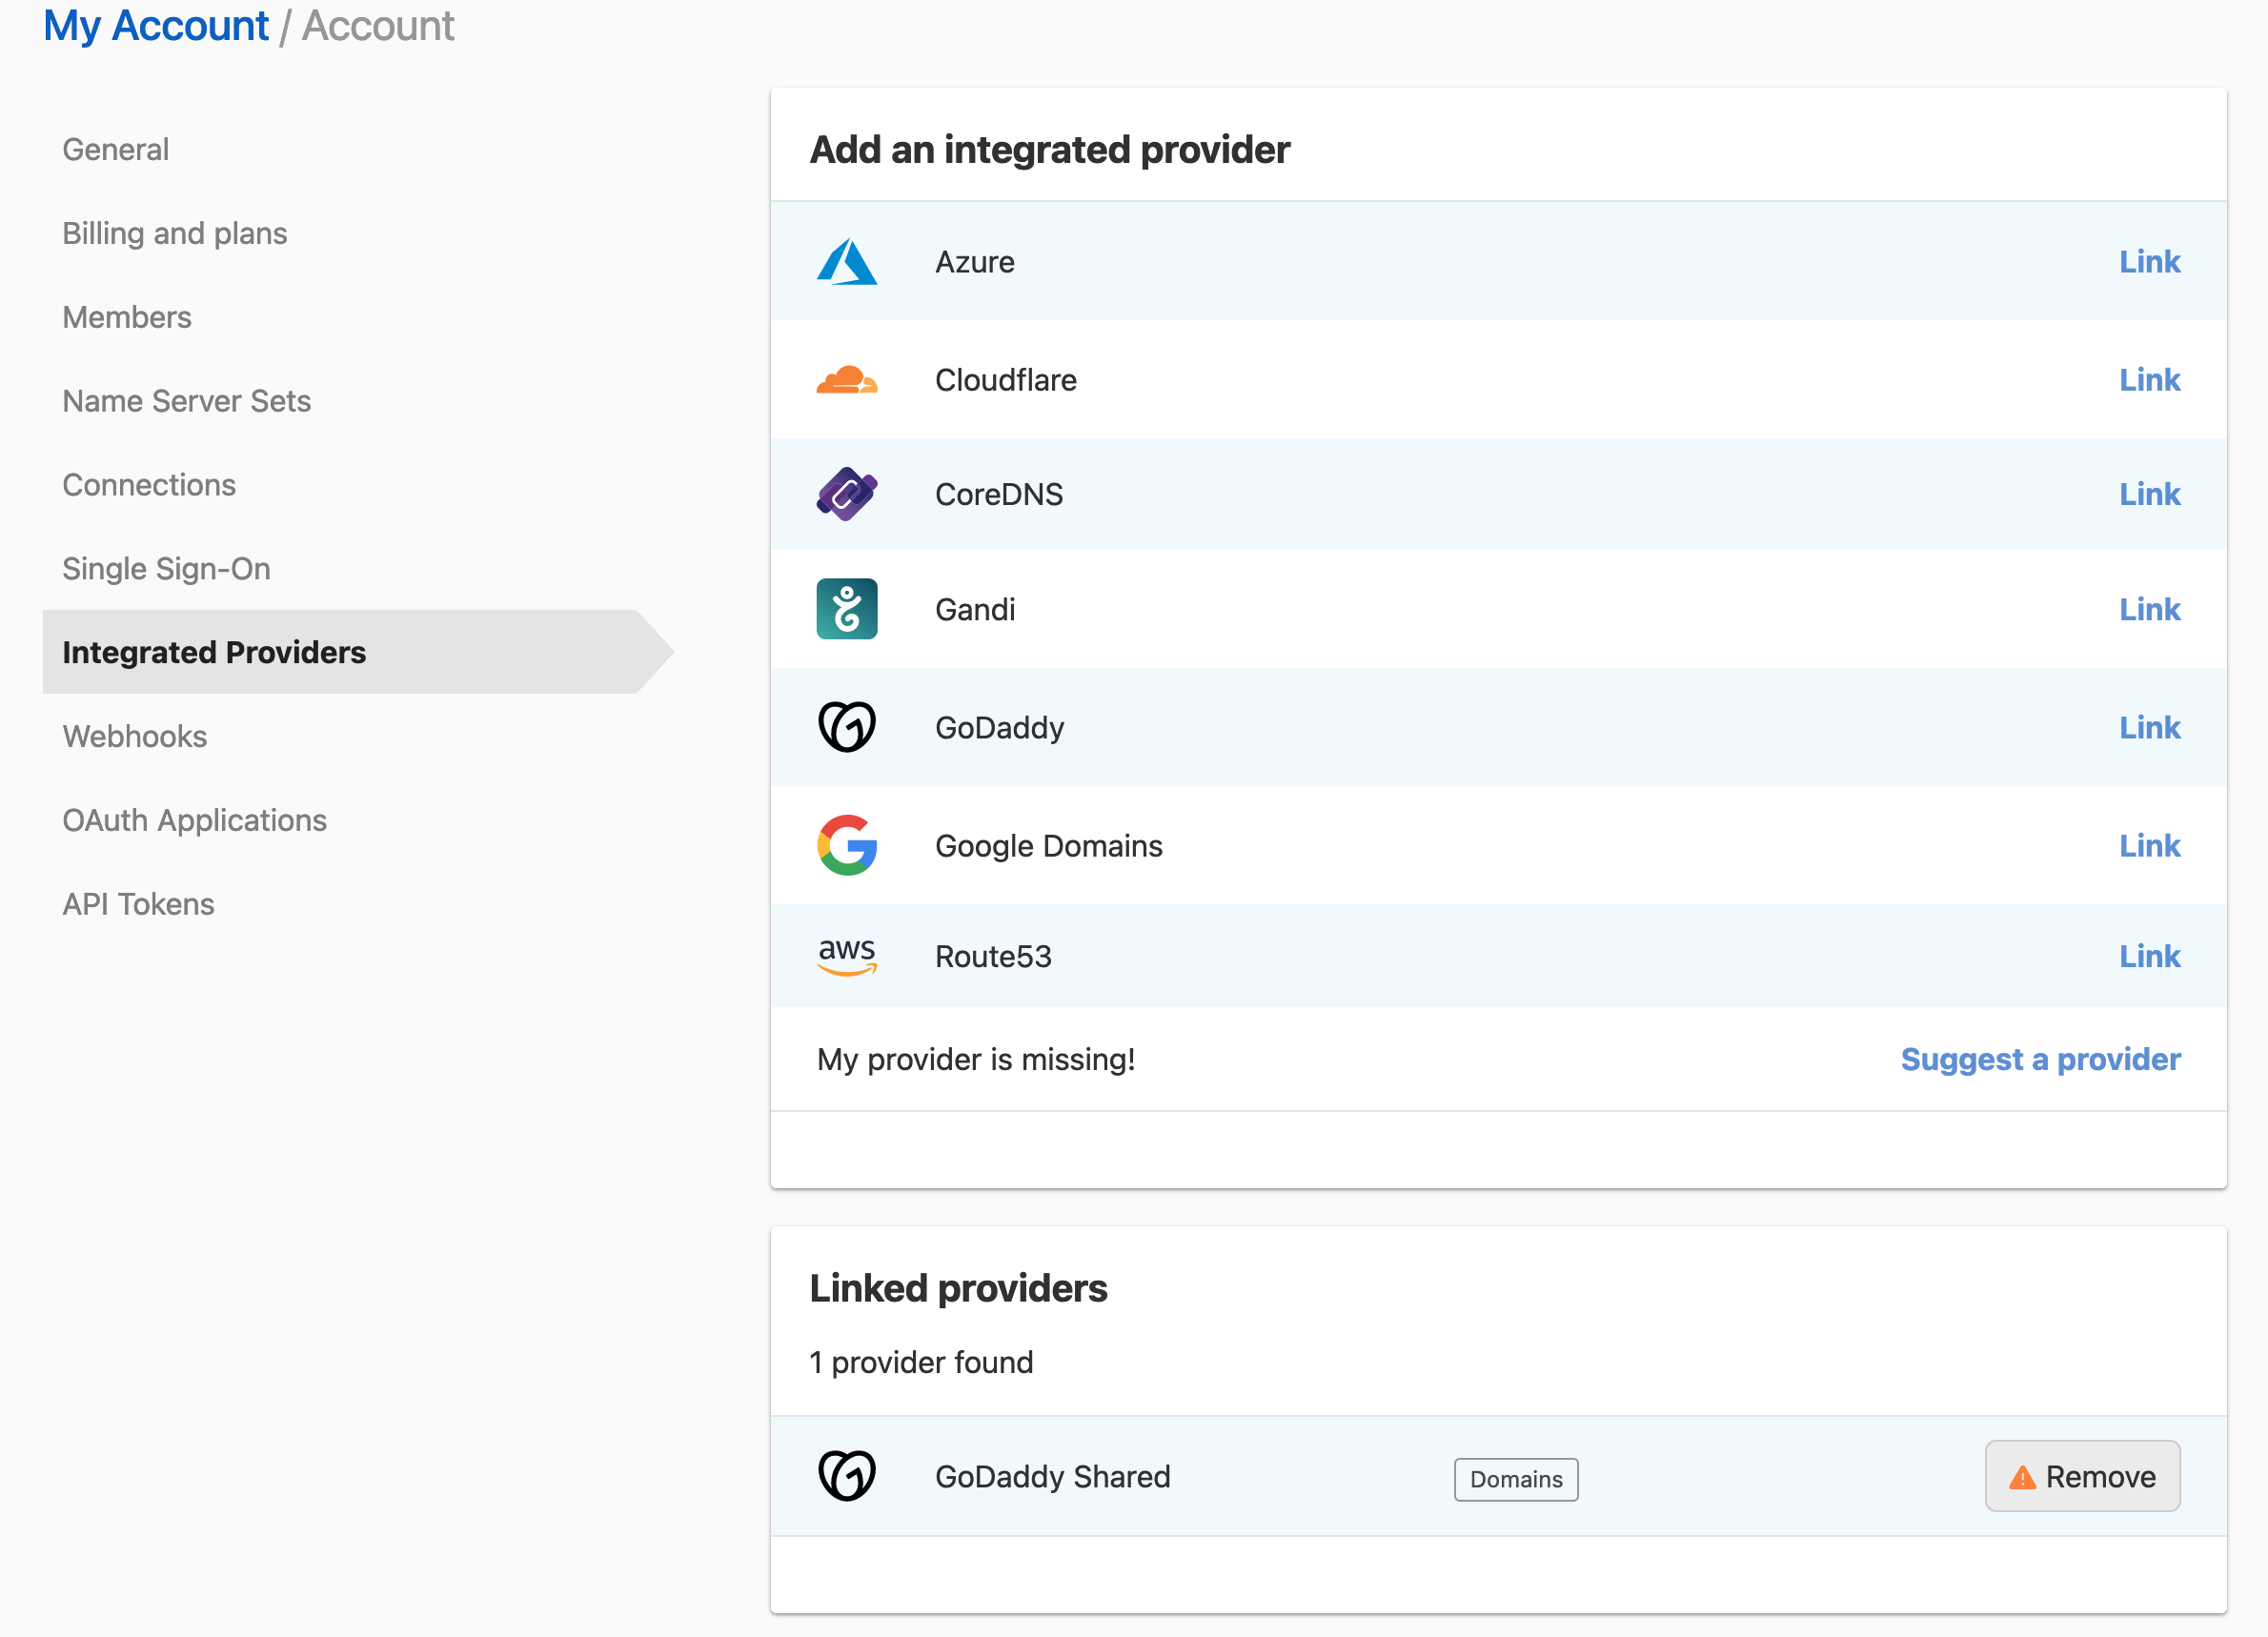 My Account / Account
General
Billing and plans
Members
Name Server Sets
Connections
Single Sign-On
Integrated Providers
Webhooks
OAuth Applications
API Tokens
Add an integrated provider
Azure Link
Cloudflare Link
CoreDNS Link
Gandi Link
GoDaddy Link
Google Domains Link
aws Route53 Link
My provider is missing! Suggest a provider
Linked providers
1 provider found
GoDaddy Shared Domains Remove